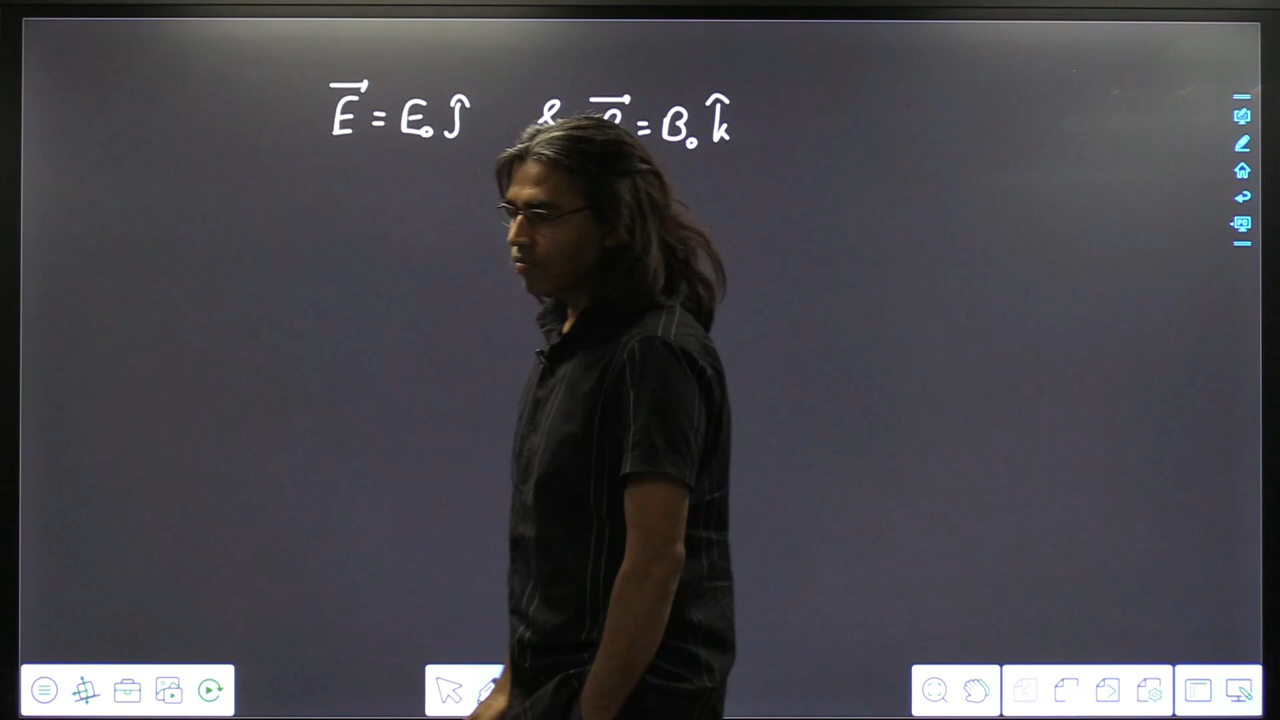 E⃗ = E₀ ĵ & = B₀ k̂